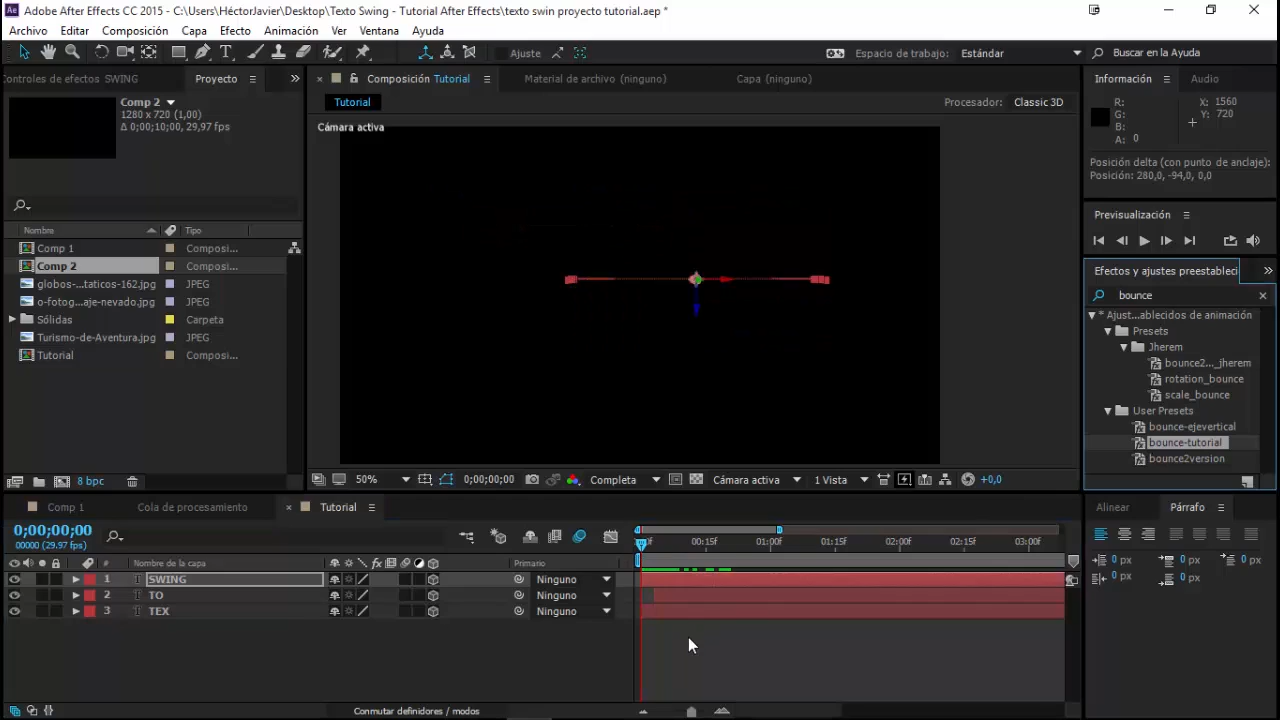 Adobe After Effects CC 2015 - C:\Users\HéctorJavier\Desktop\Texto Swing - Tutorial After Effects\texto swin proyecto tutorial.aep *
Archivo Editar Composición Capa Efecto Animación Ver Ventana Ayuda
Ajuste Espacio de trabajo: Estándar Buscar en la Ayuda
Controles de efectos SWING Proyecto Composición Tutorial Material de archivo (ninguno) Capa (ninguno) Información Audio
Comp 2
1280 x 720 (1,00)
Δ 0;00;10;00, 29,97 fps
Tutorial Procesador: Classic 3D
Cámara activa
R: X: 1560
G: Y: 720
B:
A: 0
Posición delta (con punto de anclaje):
Posición: 280,0, -94,0, 0,0
Previsualización
Nombre Tipo
Comp 1 Composi...
Comp 2 Composi...
globos-...taticos-162.jpg JPEG
o-fotog...aje-nevado.jpg JPEG
Sólidas Carpeta
Turismo-de-Aventura.jpg JPEG
Tutorial Composi...
Efectos y ajustes preestableci
bounce
* Ajust...ablecidos de animación
Presets
Jherem
bounce2..._jherem
rotation_bounce
scale_bounce
User Presets
bounce-ejevertical
bounce-tutorial
bounce2version
8 bpc 50% 0;00;00;00 Completa Cámara activa 1 Vista +0,0
Comp 1 Cola de procesamiento Tutorial Alinear Párrafo
0;00;00;00
00000 (29.97 fps)
00:15f 01:00f 01:15f 02:00f 02:15f 03:00f
Nombre de la capa Primario
1 SWING Ninguno
2 TO Ninguno
3 TEX Ninguno
0 px 0 px 0 px
0 px 0 px
Conmutar definidores / modos